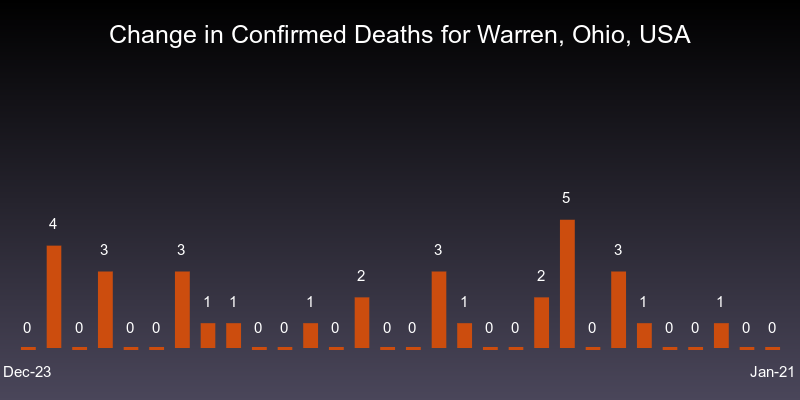 Change in Confirmed Deaths for Warren, Ohio, USA
0 4 0 3 0 0 3 1 1 0 0 1 0 2 0 0 3 1 0 0 2 5 0 3 1 0 0 1 0 0
Dec-23 Jan-21